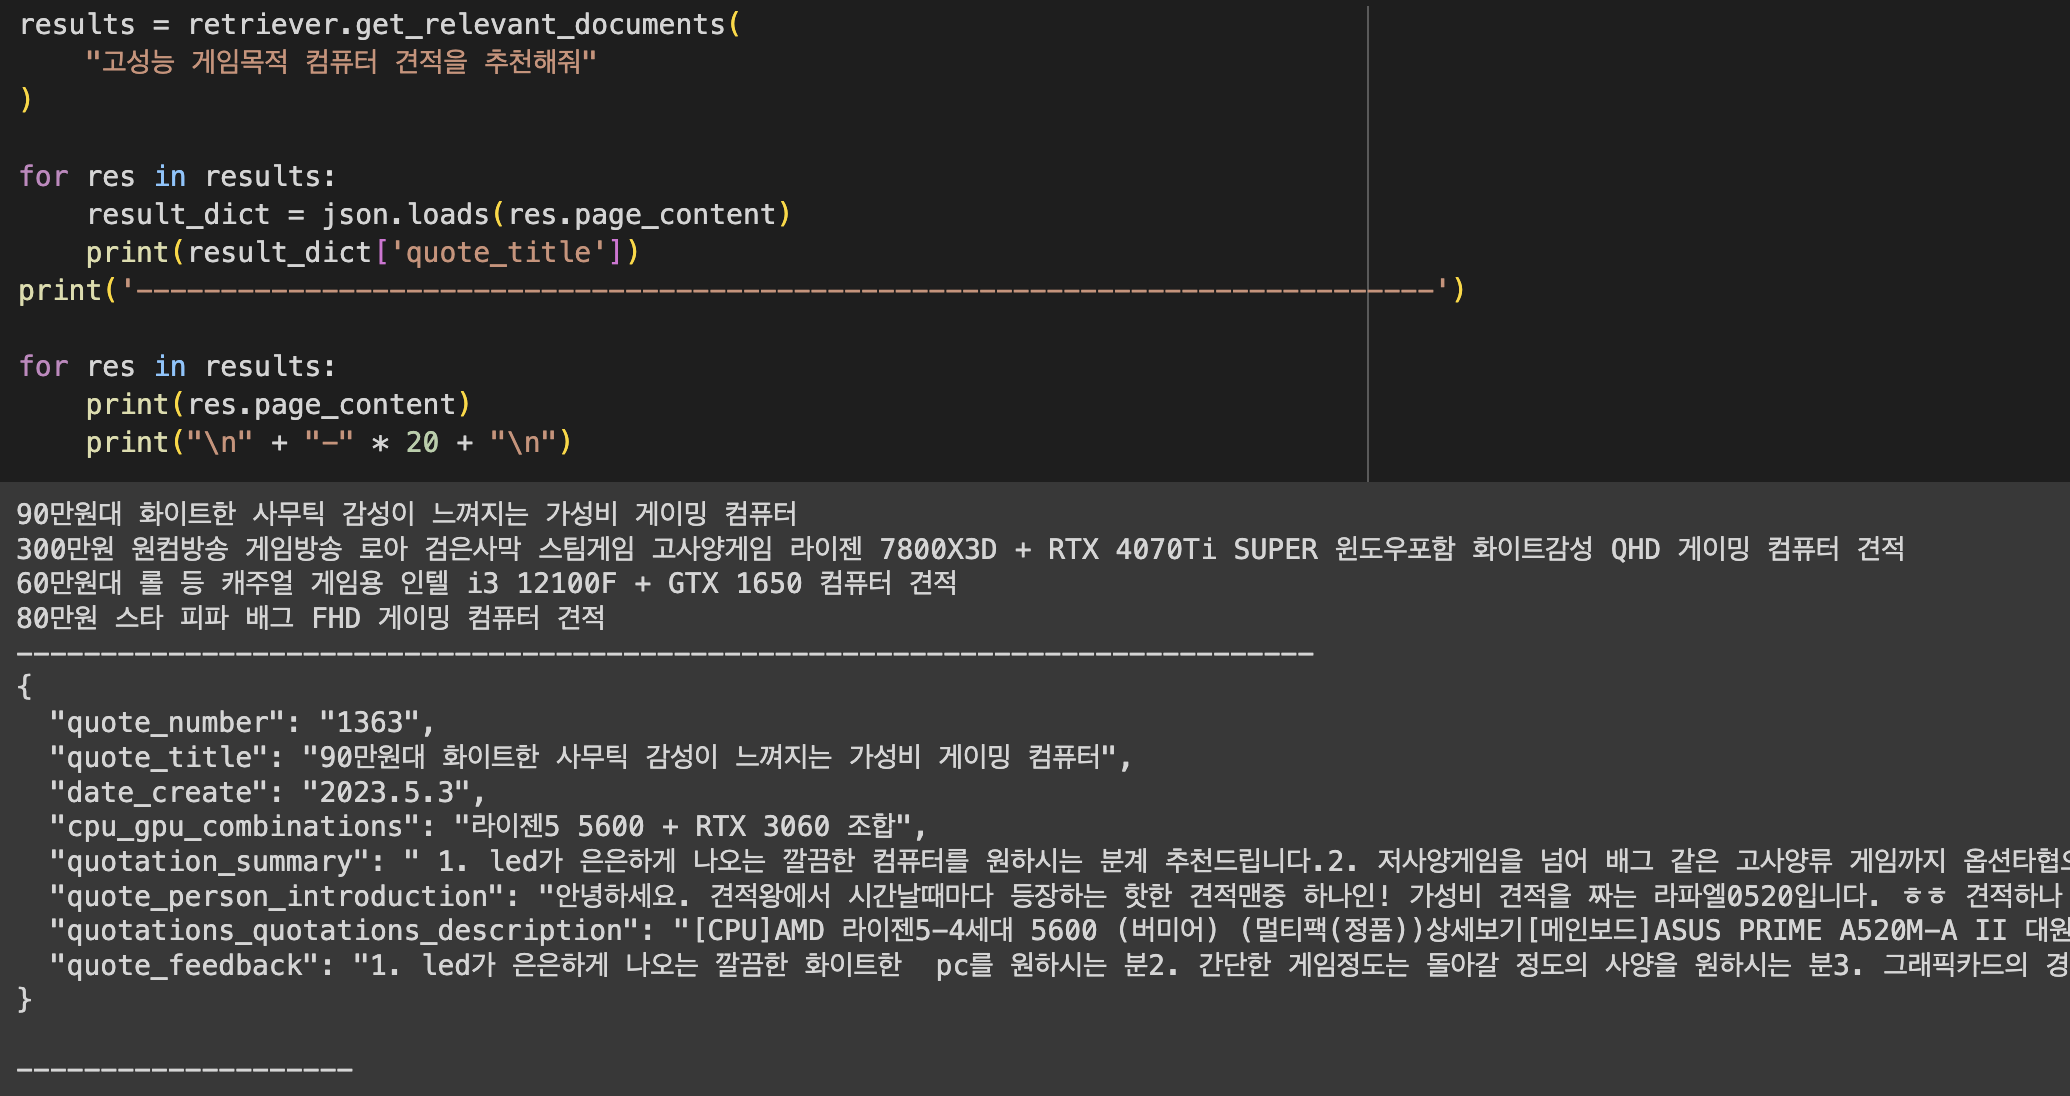 results = retriever.get_relevant_documents(
    "고성능 게임목적 컴퓨터 견적을 추천해줘"
)
for res in results:
    result_dict = json.loads(res.page_content)
    print(result_dict['quote_title'])
print('-----------------------------------------------------------------------------')
for res in results:
    print(res.page_content)
    print("\n" + "-" * 20 + "\n")
90만원대 화이트한 사무틱 감성이 느껴지는 가성비 게이밍 컴퓨터
300만원 원컴방송 게임방송 로아 검은사막 스팀게임 고사양게임 라이젠 7800X3D + RTX 4070Ti SUPER 윈도우포함 화이트감성 QHD 게이밍 컴퓨터 견적
60만원대 롤 등 캐주얼 게임용 인텔 i3 12100F + GTX 1650 컴퓨터 견적
80만원 스타 피파 배그 FHD 게이밍 컴퓨터 견적
-----------------------------------------------------------------------------
{
  "quote_number": "1363",
  "quote_title": "90만원대 화이트한 사무틱 감성이 느껴지는 가성비 게이밍 컴퓨터",
  "date_create": "2023.5.3",
  "cpu_gpu_combinations": "라이젠5 5600 + RTX 3060 조합",
  "quotation_summary": " 1. led가 은은하게 나오는 깔끔한 컴퓨터를 원하시는 분게 추천드립니다.2. 저사양게임을 넘어 배그 같은 고사양류 게임까지 옵션타협으
  "quote_person_introduction": "안녕하세요. 견적왕에서 시간날때마다 등장하는 핫한 견적맨중 하나인! 가성비 견적을 짜는 라파엘0520입니다. ㅎㅎ 견적하나
  "quotations_quotations_description": "[CPU]AMD 라이젠5-4세대 5600 (버미어) (멀티팩(정품))상세보기[메인보드]ASUS PRIME A520M-A II 대원
  "quote_feedback": "1. led가 은은하게 나오는 깔끔한 화이트한  pc를 원하시는 분2. 간단한 게임정도는 돌아갈 정도의 사양을 원하시는 분3. 그래픽카드의 경
}
--------------------